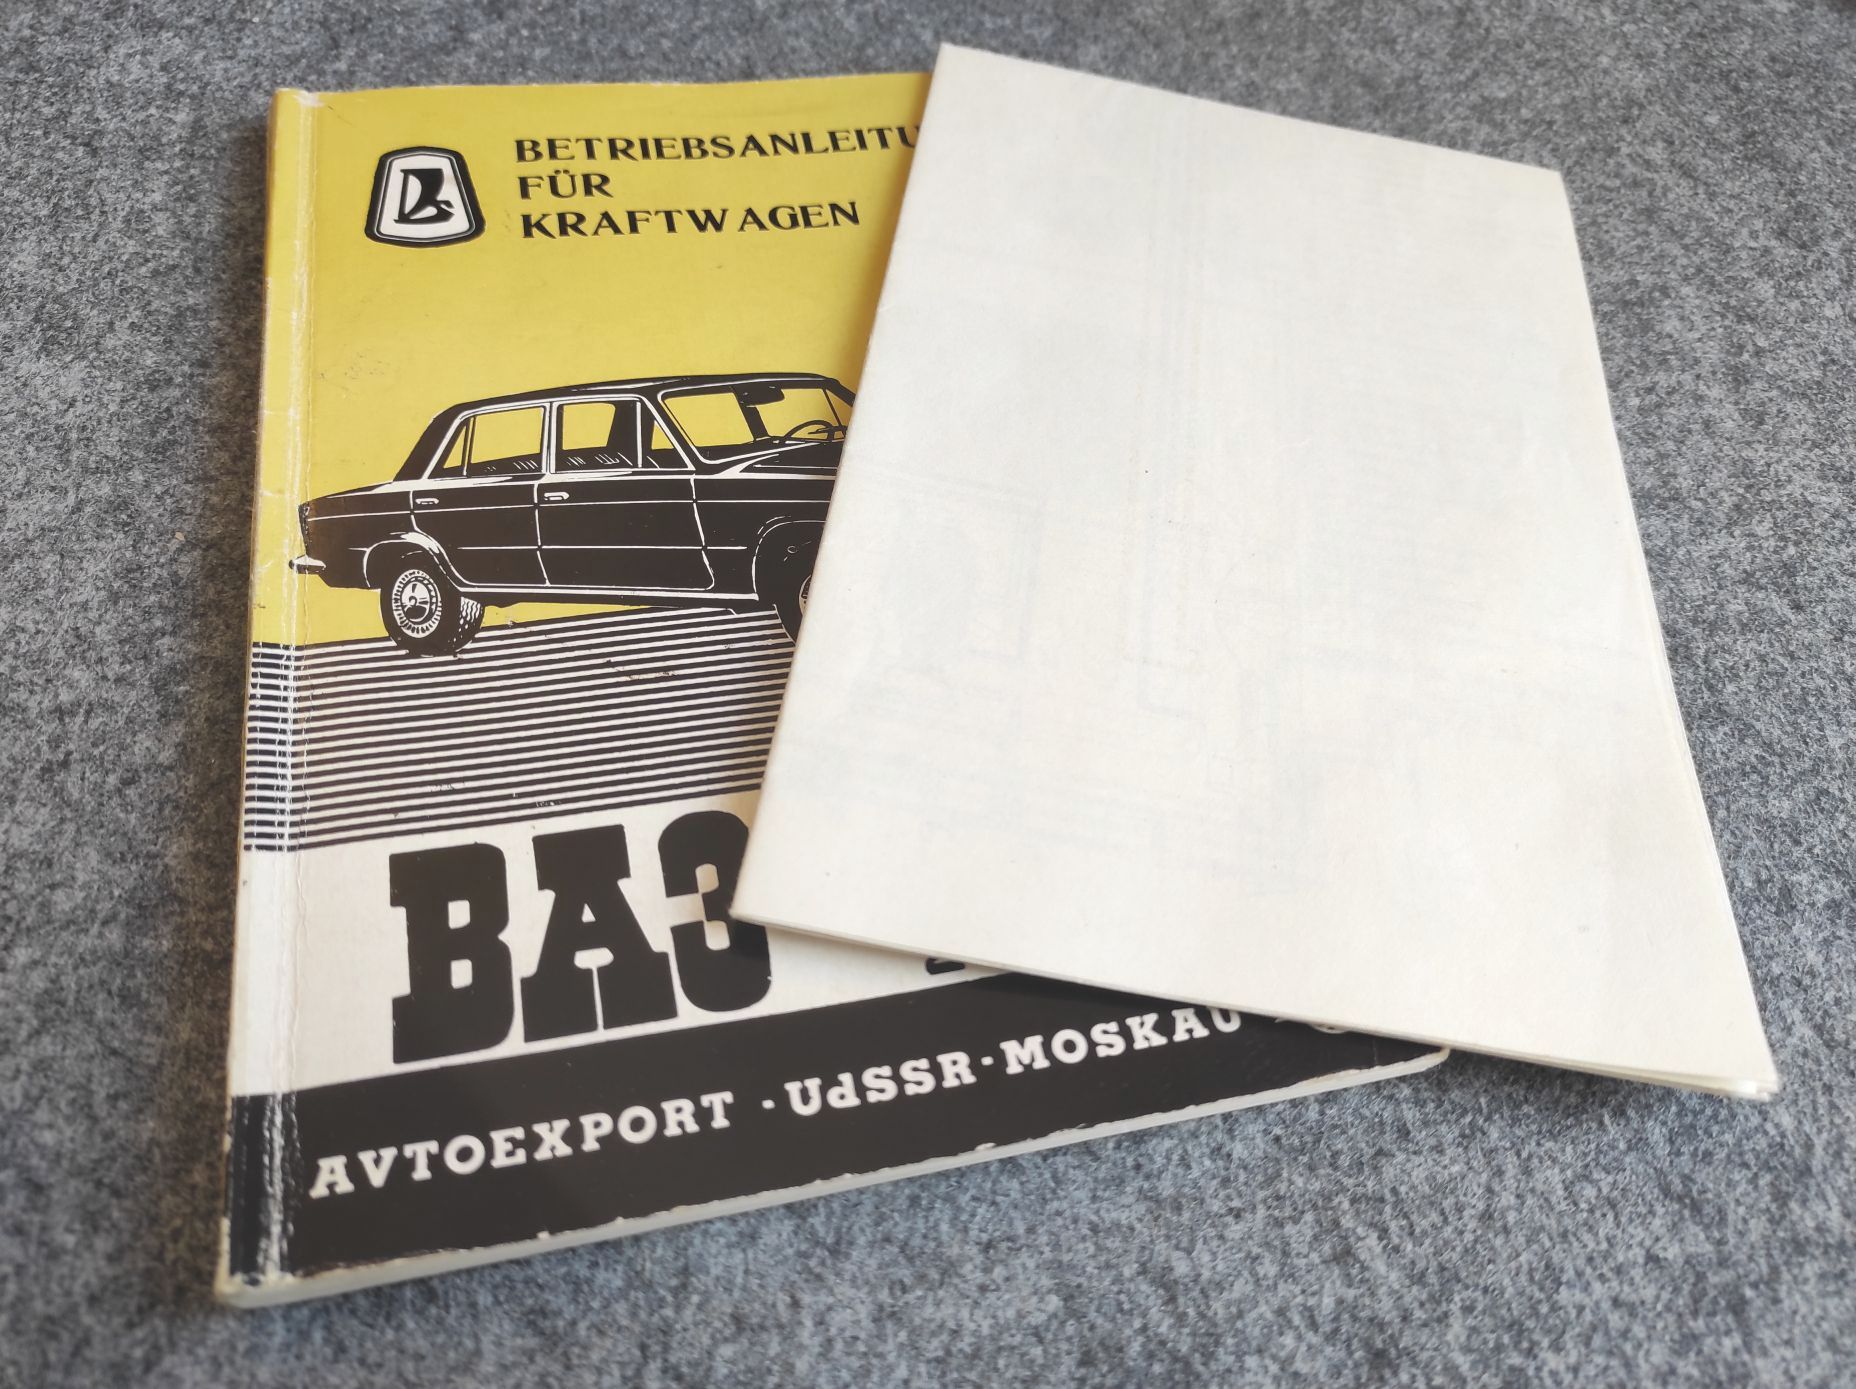 BETRIEBSANLEITU
FÜR
KRAFTWAGEN
ВАЗ
AVTOEXPORT · UdSSR · MOSKAU